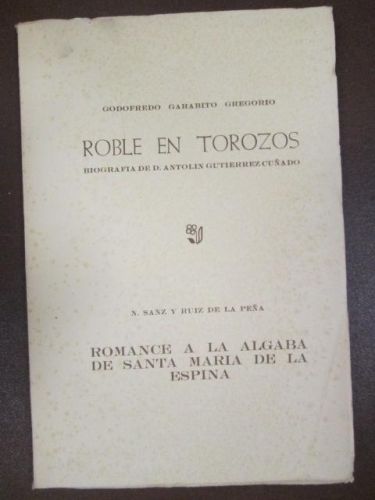 GODOFREDO GARABITO GREGORIO
ROBLE EN TOROZOS
BIOGRAFIA DE D. ANTOLIN GUTIERREZ CUÑADO
N. SANZ Y RUIZ DE LA PEÑA
ROMANCE A LA ALGABA
DE SANTA MARIA DE LA
ESPINA